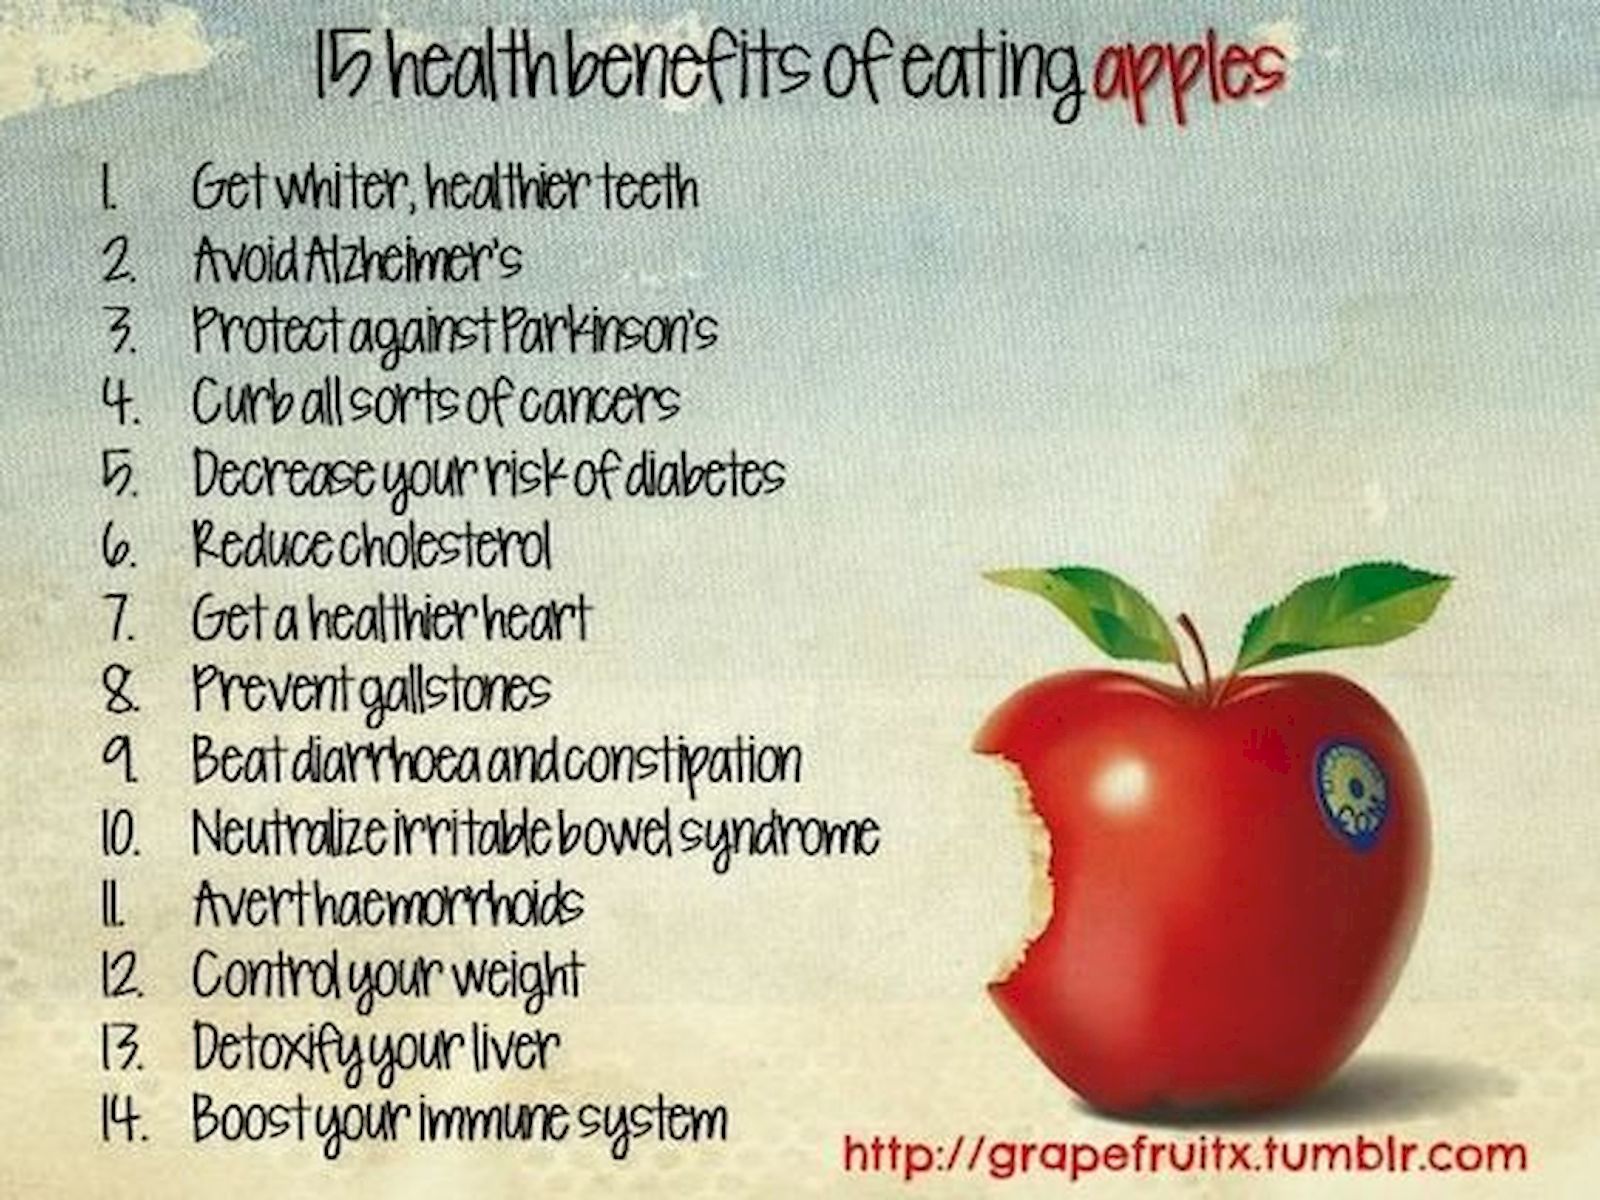 15 health benefits of eating apples
1. Get whiter, healthier teeth
2. Avoid Alzheimer's
3. Protect against Parkinson's
4. Curb all sorts of cancers
5. Decrease your risk of diabetes
6. Reduce cholesterol
7. Get a healthier heart
8. Prevent gallstones
9. Beat diarrhoea and constipation
10. Neutralize irritable bowel syndrome
11. Avert haemorrhoids
12. Control your weight
13. Detoxify your liver
14. Boost your immune system
http://grapefruitx.tumblr.com